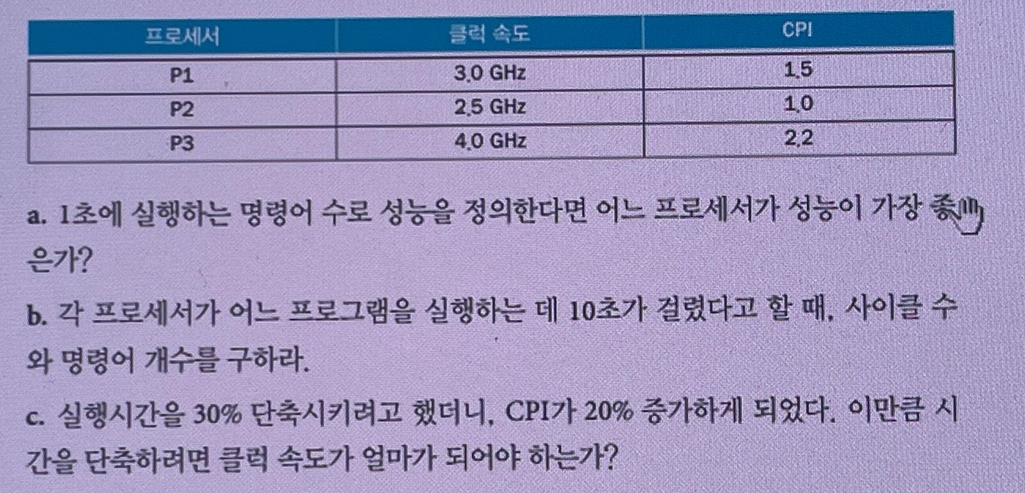 프로세서 클럭 속도 CPI
P1 3.0 GHz 1.5
P2 2.5 GHz 1.0
P3 4.0 GHz 2.2
a. 1초에 실행하는 명령어 수로 성능을 정의한다면 어느 프로세서가 성능이 가장 좋
은가?
b. 각 프로세서가 어느 프로그램을 실행하는 데 10초가 걸렸다고 할 때, 사이클 수
와 명령어 개수를 구하라.
c. 실행시간을 30% 단축시키려고 했더니, CPI가 20% 증가하게 되었다. 이만큼 시
간을 단축하려면 클럭 속도가 얼마가 되어야 하는가?